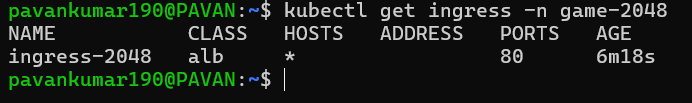 pavankumar190@PAVAN:~$ kubectl get ingress -n game-2048
NAME CLASS HOSTS ADDRESS PORTS AGE
ingress-2048 alb * 80 6m18s
pavankumar190@PAVAN:~$